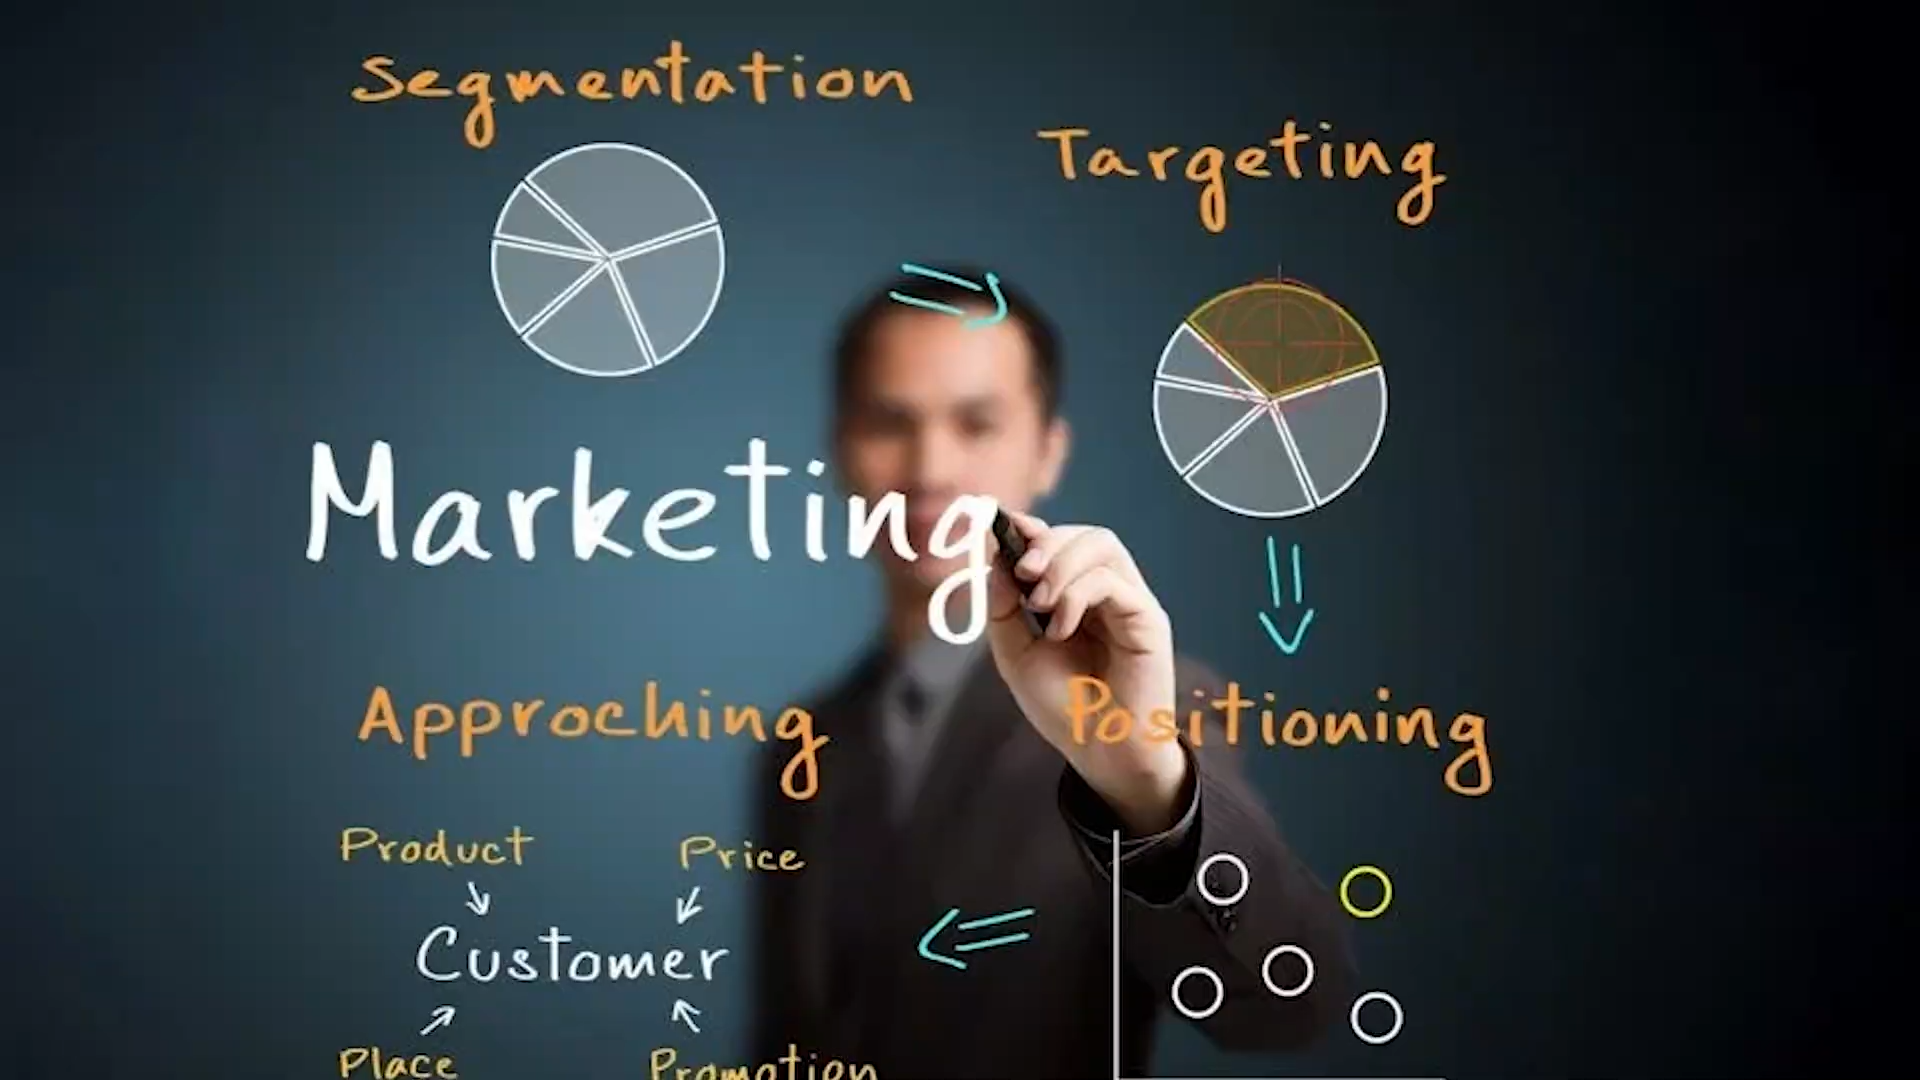 Segmentation
Targeting
Marketing
Approching
Positioning
Product
Price
Customer
Place
Promotion